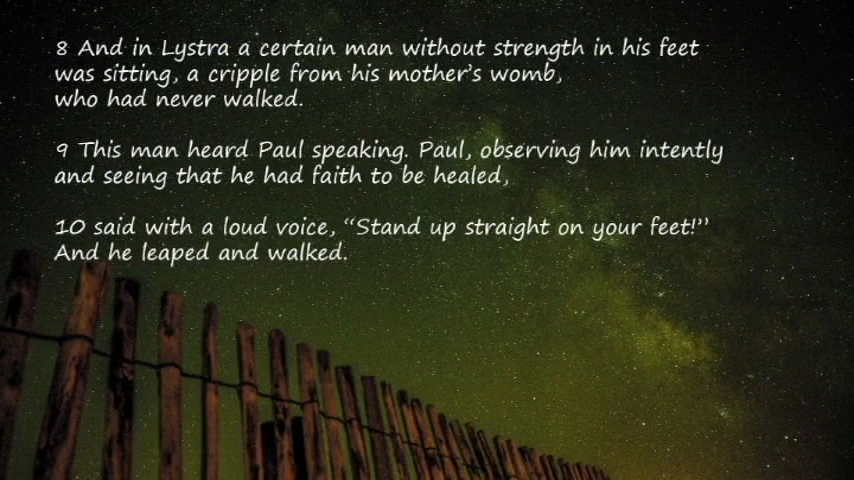 8 And in Lystra a certain man without strength in his feet
was sitting, a cripple from his mother’s womb,
who had never walked.
9 This man heard Paul speaking. Paul, observing him intently
and seeing that he had faith to be healed,
10 said with a loud voice, “Stand up straight on your feet!”
And he leaped and walked.